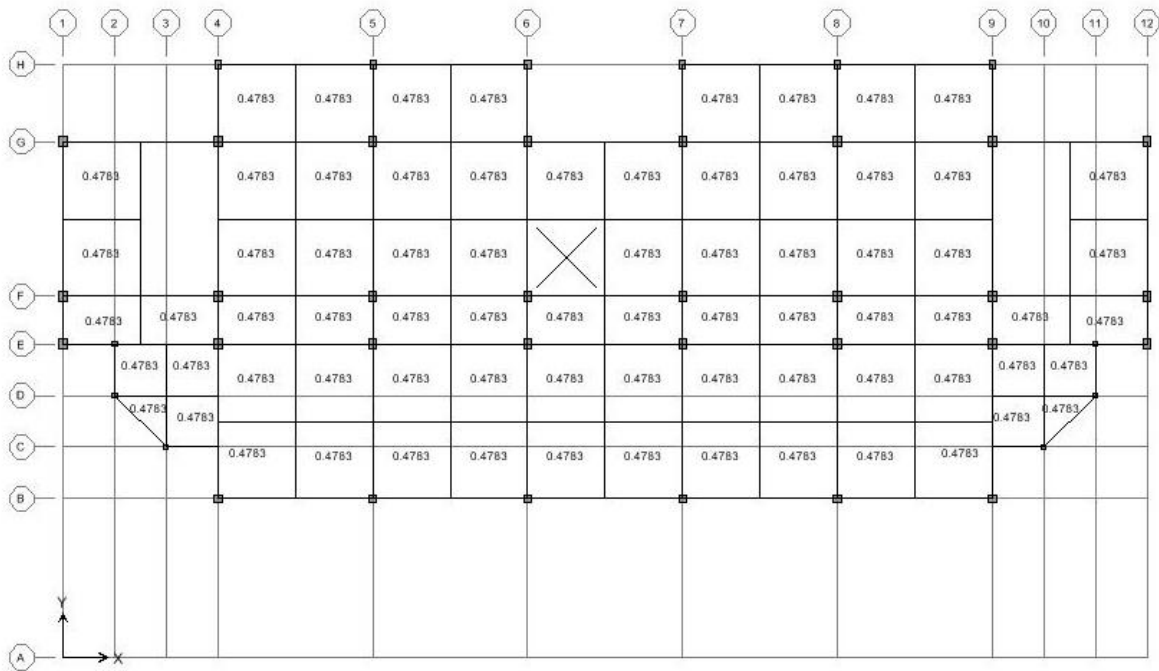 1 2 3 4 5 6 7 8 9 10 11 12
H
0.4783 0.4783 0.4783 0.4783 0.4783 0.4783 0.4783 0.4783
G
0.4783 0.4783 0.4783 0.4783 0.4783 0.4783 0.4783 0.4783 0.4783 0.4783 0.4783 0.4783
0.4783 0.4783 0.4783 0.4783 0.4783 0.4783 0.4783 0.4783 0.4783 0.4783 0.4783
F
0.4783 0.4783 0.4783 0.4783 0.4783 0.4783 0.4783 0.4783 0.4783 0.4783 0.4783 0.4783 0.4783 0.4783
E
0.4783 0.4783 0.4783 0.4783 0.4783 0.4783 0.4783 0.4783 0.4783 0.4783 0.4783 0.4783 0.4783 0.4783
D
0.4783 0.4783 0.4783 0.4783
C
0.4783 0.4783 0.4783 0.4783 0.4783 0.4783 0.4783 0.4783 0.4783 0.4783
B
Y
A X